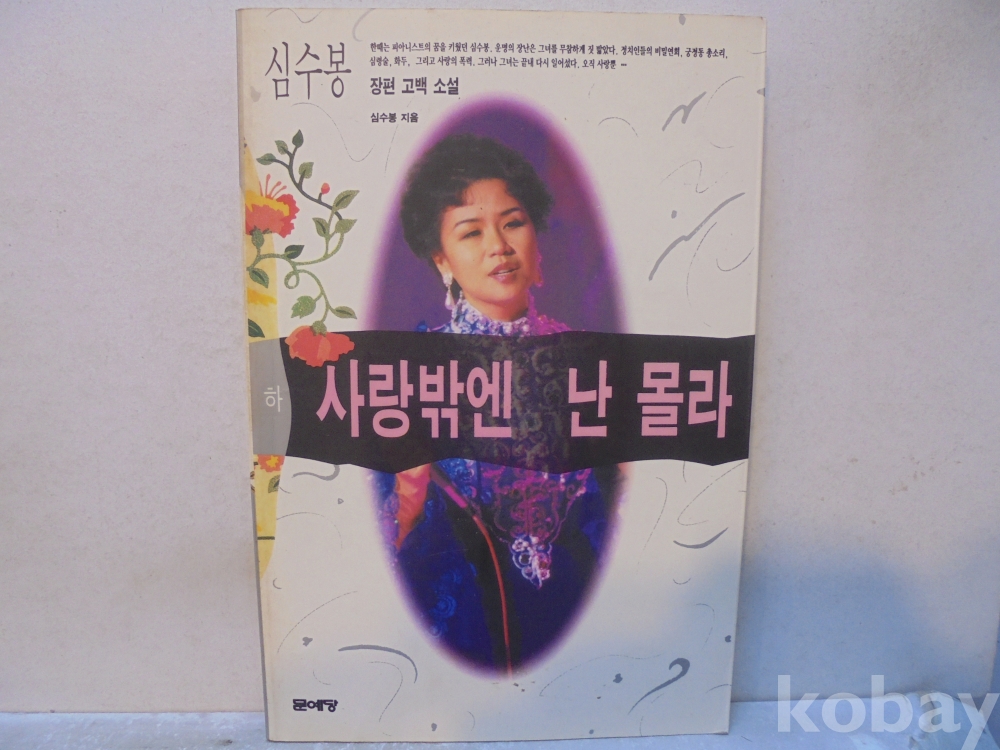 심수봉
한때는 피아니스트의 꿈을 키웠던 심수봉. 운명의 장난은 그녀를 무참하게 짓 밟았다. 정치인들의 비밀연회, 궁정동 총소리,
심령술, 화두, 그리고 사랑의 폭력. 그러나 그녀는 끝내 다시 일어섰다. 오직 사랑뿐 …
장편 고백 소설
심수봉 지음
하
사랑밖엔 난 몰라
문예당
kobay